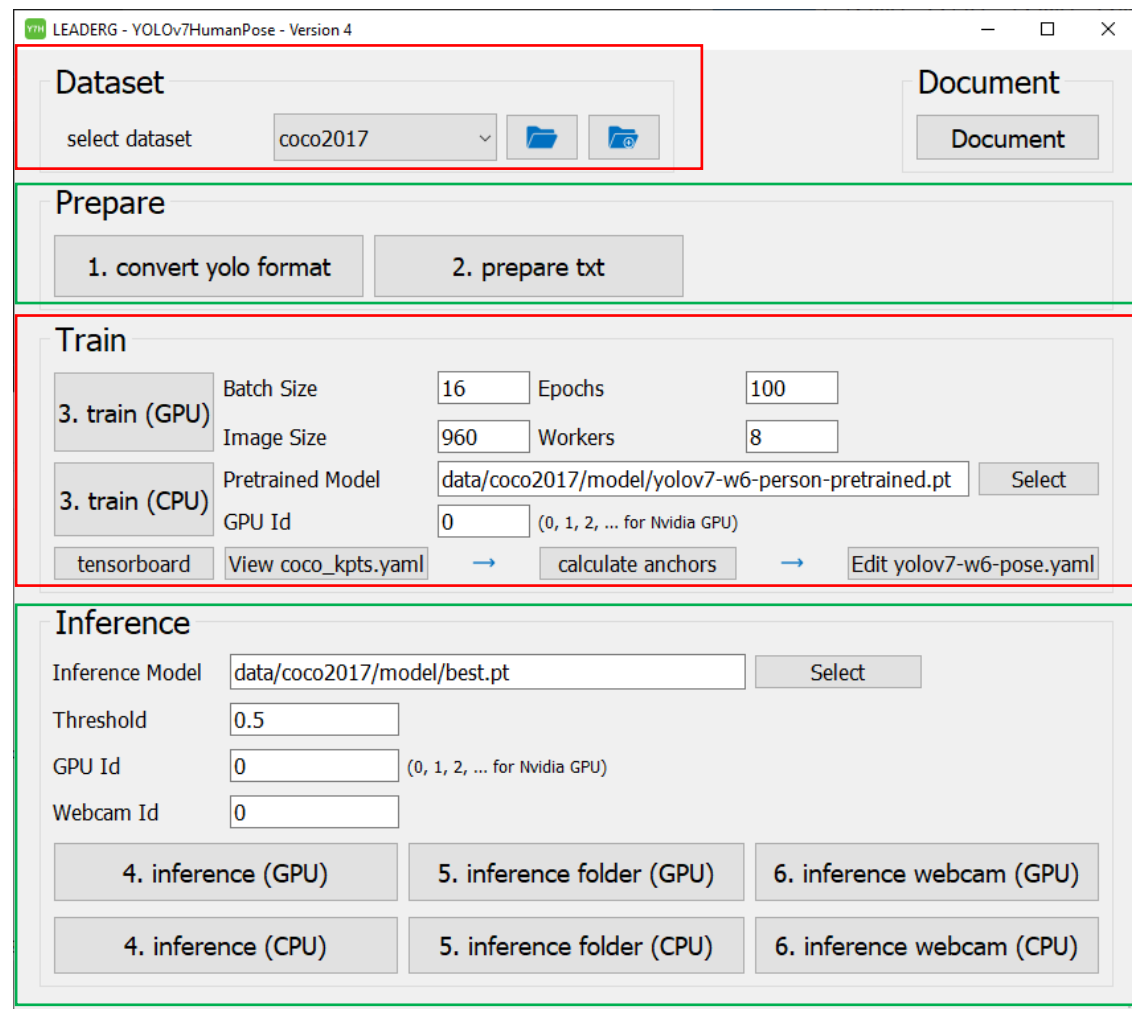 Y7H LEADERG - YOLOv7HumanPose - Version 4
Dataset
Document
select dataset
coco2017
Document
Prepare
1. convert yolo format
2. prepare txt
Train
3. train (GPU)
Batch Size
16
Epochs
100
Image Size
960
Workers
8
3. train (CPU)
Pretrained Model
data/coco2017/model/yolov7-w6-person-pretrained.pt
Select
GPU Id
0
(0, 1, 2, ... for Nvidia GPU)
tensorboard
View coco_kpts.yaml
→
calculate anchors
→
Edit yolov7-w6-pose.yaml
Inference
Inference Model
data/coco2017/model/best.pt
Select
Threshold
0.5
GPU Id
0
(0, 1, 2, ... for Nvidia GPU)
Webcam Id
0
4. inference (GPU)
5. inference folder (GPU)
6. inference webcam (GPU)
4. inference (CPU)
5. inference folder (CPU)
6. inference webcam (CPU)